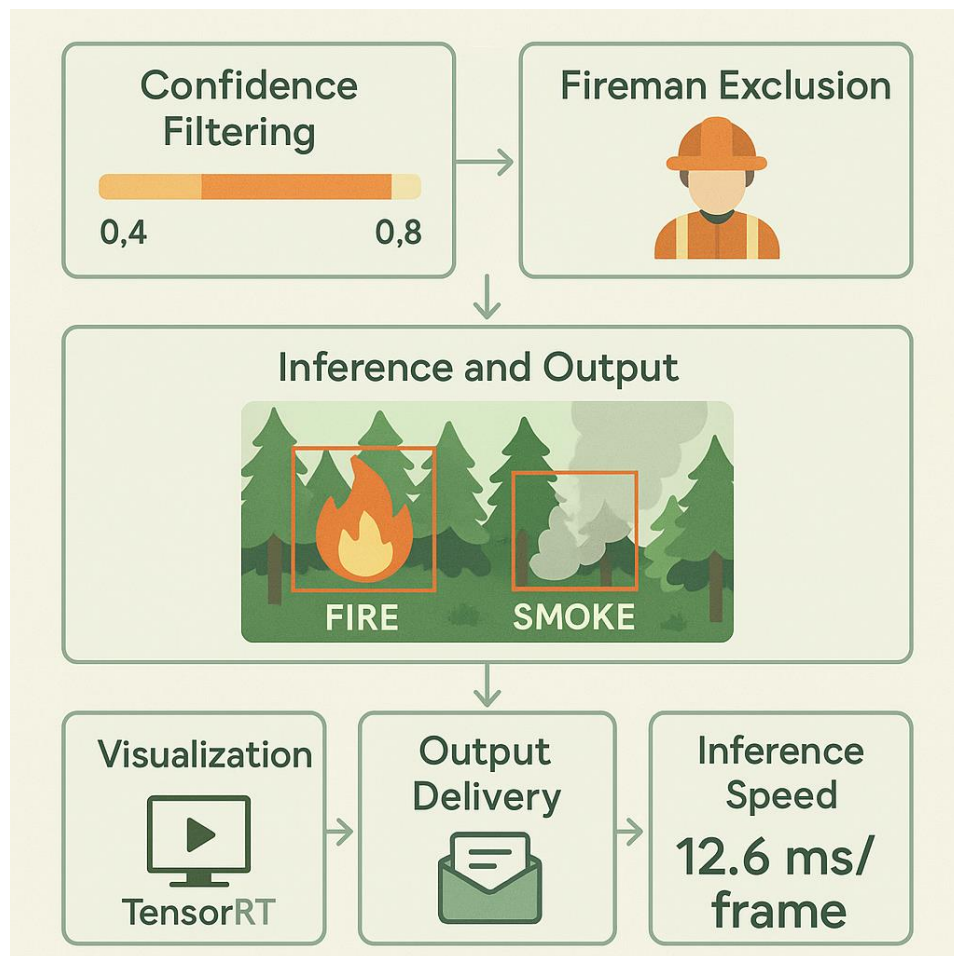 Confidence
Filtering
0,4
0,8
Fireman Exclusion
Inference and Output
FIRE
SMOKE
Visualization
TensorRT
Output
Delivery
Inference
Speed
12.6 ms/
frame